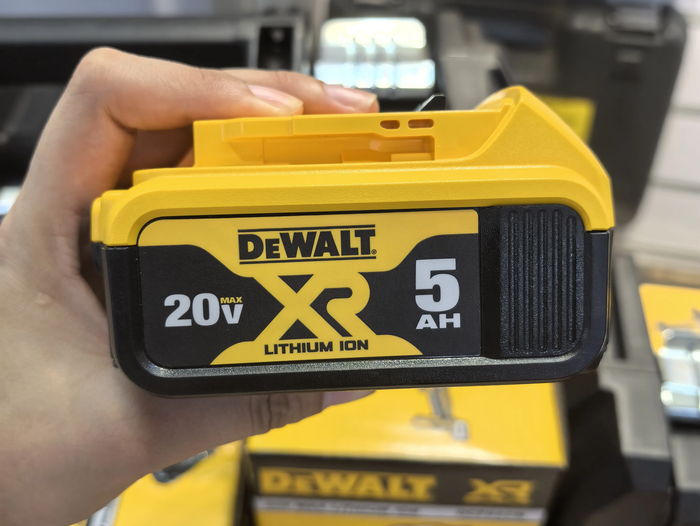 DEWALT®
20V MAX
XR
5
AH
LITHIUM ION
DEWALT XR